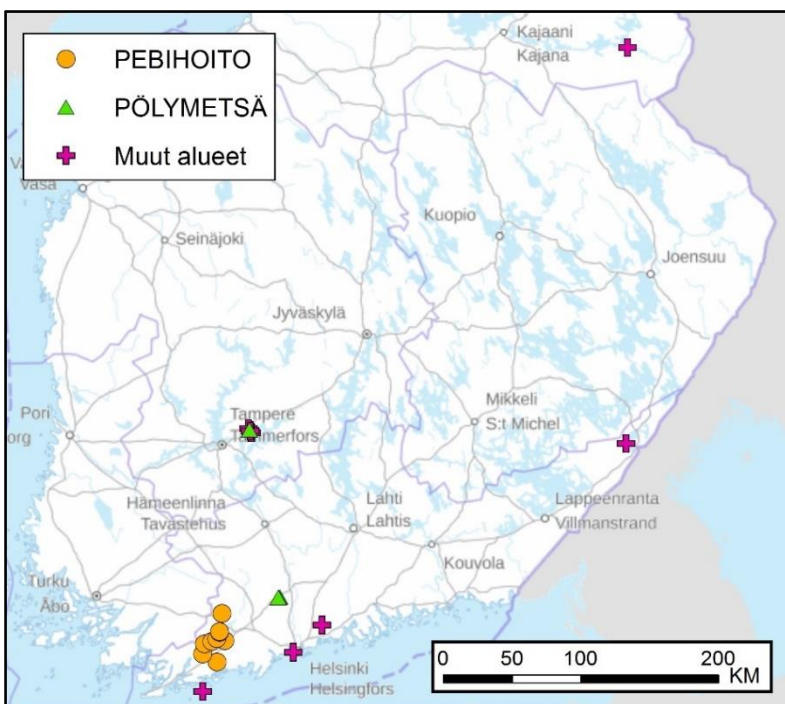 PEBIHOITO
PÖLYMETSÄ
Muut alueet
Kajaani
Kajana
Vasa
Seinäjoki
Kuopio
Joensuu
Jyväskylä
Pori
org
Tampere
Tammerfors
Mikkeli
S:t Michel
Hämeenlinna
Tavastehus
Lahti
Lahtis
Lappeenranta
Villmanstrand
Kouvola
Turku
Åbo
Helsinki
Helsingfors
0 50 100 200
KM